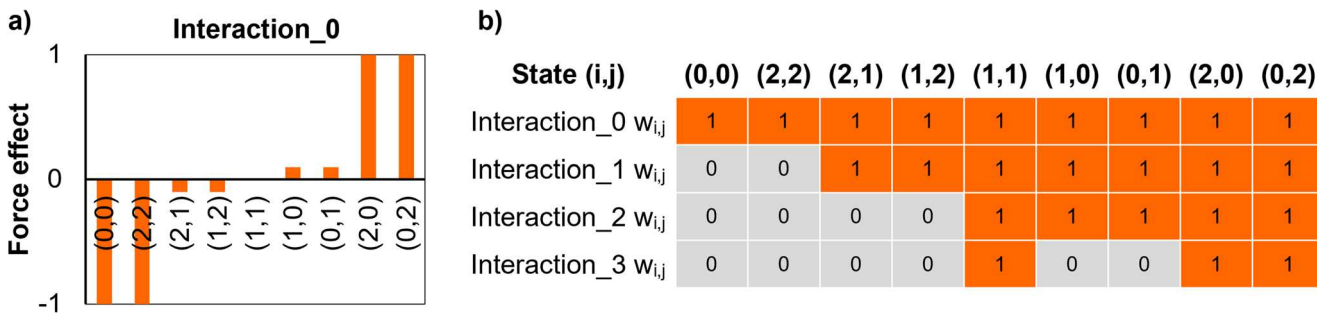 a)
Interaction_0
Force effect
1
0
-1
(0,0)
(2,2)
(2,1)
(1,2)
(1,1)
(1,0)
(0,1)
(2,0)
(0,2)
b)
State (i,j) (0,0) (2,2) (2,1) (1,2) (1,1) (1,0) (0,1) (2,0) (0,2)
Interaction_0 wi,j 1 1 1 1 1 1 1 1 1
Interaction_1 wi,j 0 0 1 1 1 1 1 1 1
Interaction_2 wi,j 0 0 0 0 1 1 1 1 1
Interaction_3 wi,j 0 0 0 0 1 0 0 1 1